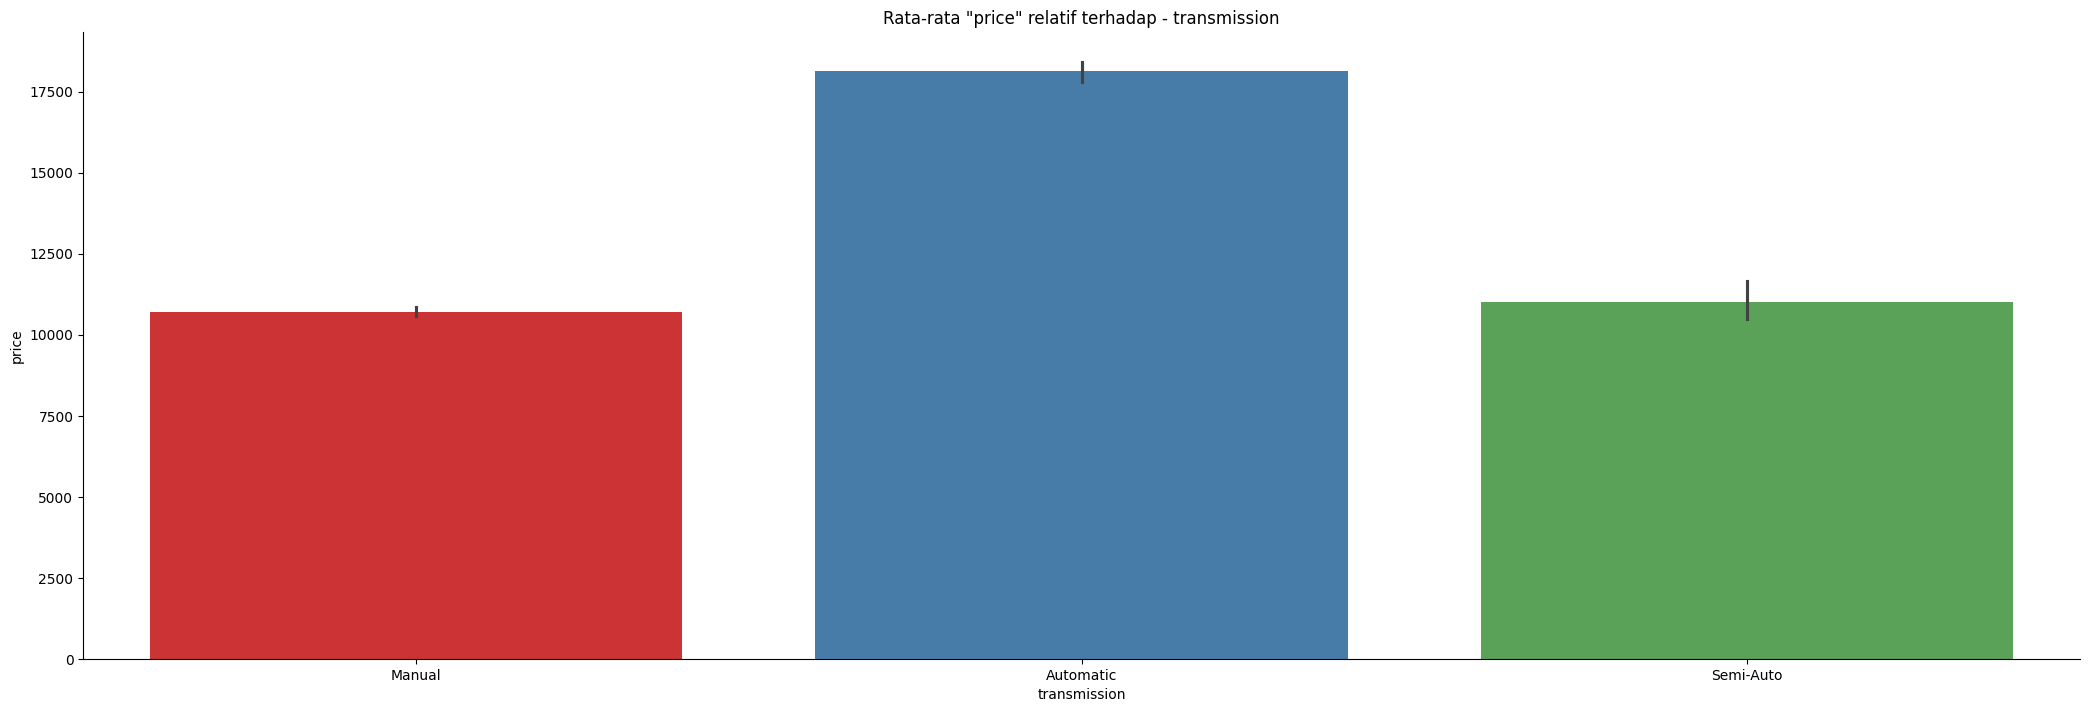 Rata-rata "price" relatif terhadap - transmission
price
17500
15000
12500
10000
7500
5000
2500
0
Manual
Automatic
Semi-Auto
transmission